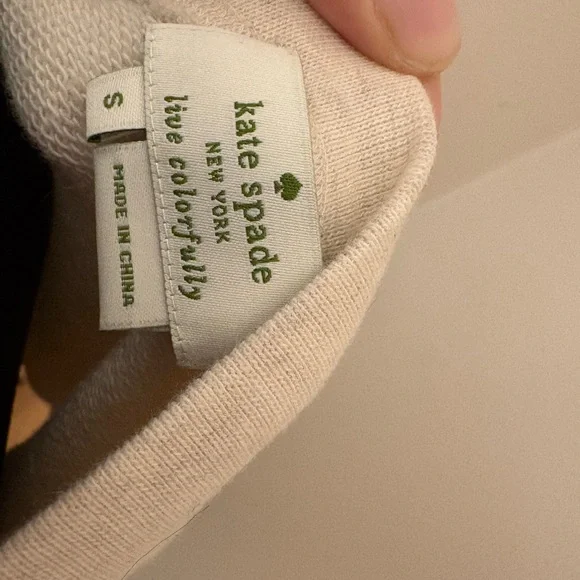 kate spade
NEW YORK
live colorfully
S
MADE IN CHINA